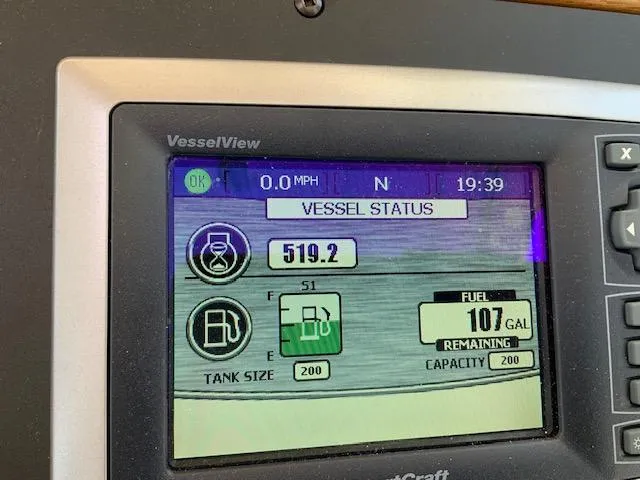 VesselView
X
OK 0.0 MPH N 19:39
VESSEL STATUS
519.2
S1
F
FUEL
107 GAL
REMAINING
E
CAPACITY 200
TANK SIZE 200